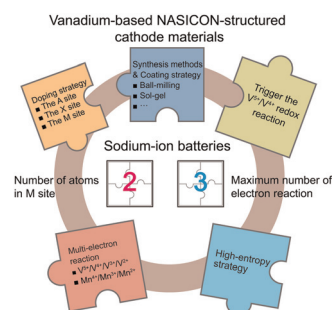 Vanadium-based NASICON-structured
cathode materials
Doping strategy
■ The A site
■ The X site
■ The M site
Synthesis methods
& Coating strategy
■ Ball-milling
■ Sol-gel
■ ...
Trigger the
V⁵⁺/V⁴⁺ redox
reaction
Sodium-ion batteries
Number of atoms
in M site
2
3
Maximum number of
electron reaction
Multi-electron
reaction
■ V⁵⁺/V⁴⁺/V³⁺/V²⁺
■ Mn⁴⁺/Mn³⁺/Mn²⁺
High-entropy
strategy